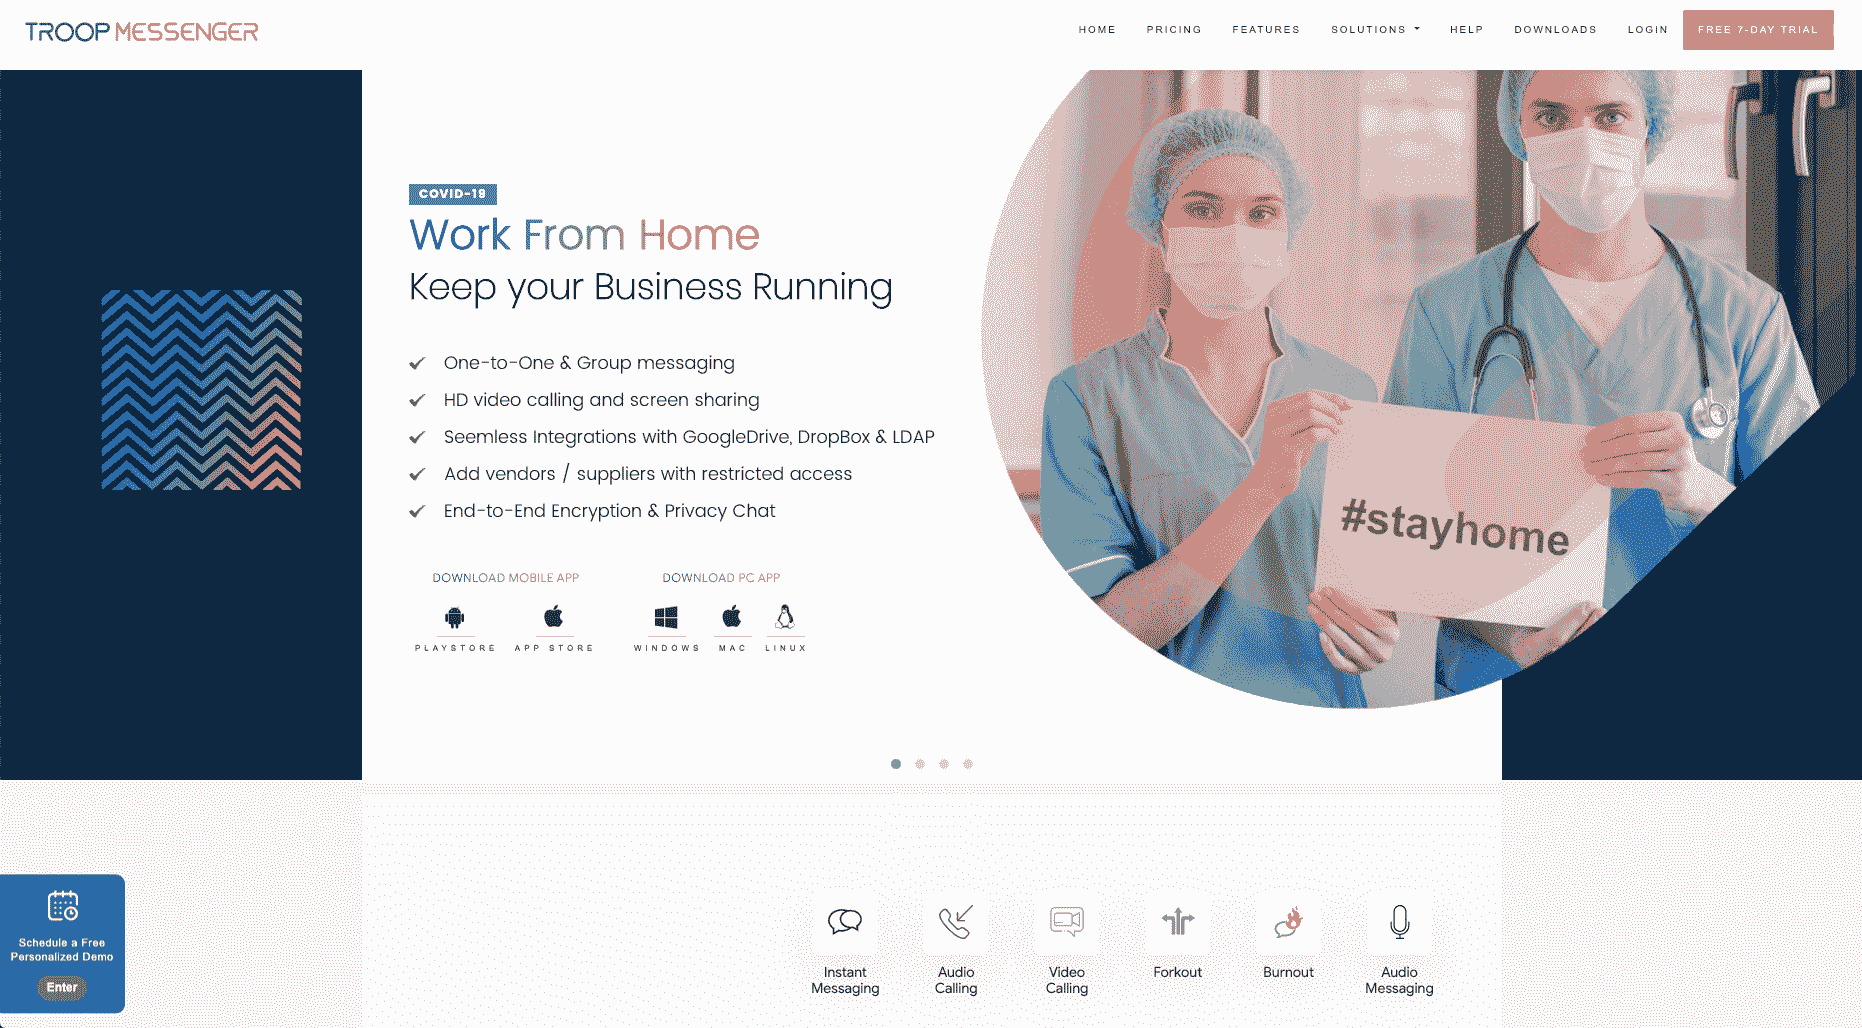 TROOP MESSENGER
HOME PRICING FEATURES SOLUTIONS HELP DOWNLOADS LOGIN FREE 7-DAY TRIAL
COVID-19
Work From Home
Keep your Business Running
One-to-One & Group messaging
HD video calling and screen sharing
Seemless Integrations with GoogleDrive, DropBox & LDAP
Add vendors / suppliers with restricted access
End-to-End Encryption & Privacy Chat
#stayhome
DOWNLOAD MOBILE APP DOWNLOAD PC APP
PLAYSTORE APP STORE WINDOWS MAC LINUX
Schedule a Free
Personalized Demo
Enter
Instant
Messaging
Audio
Calling
Video
Calling
Forkout
Burnout
Audio
Messaging